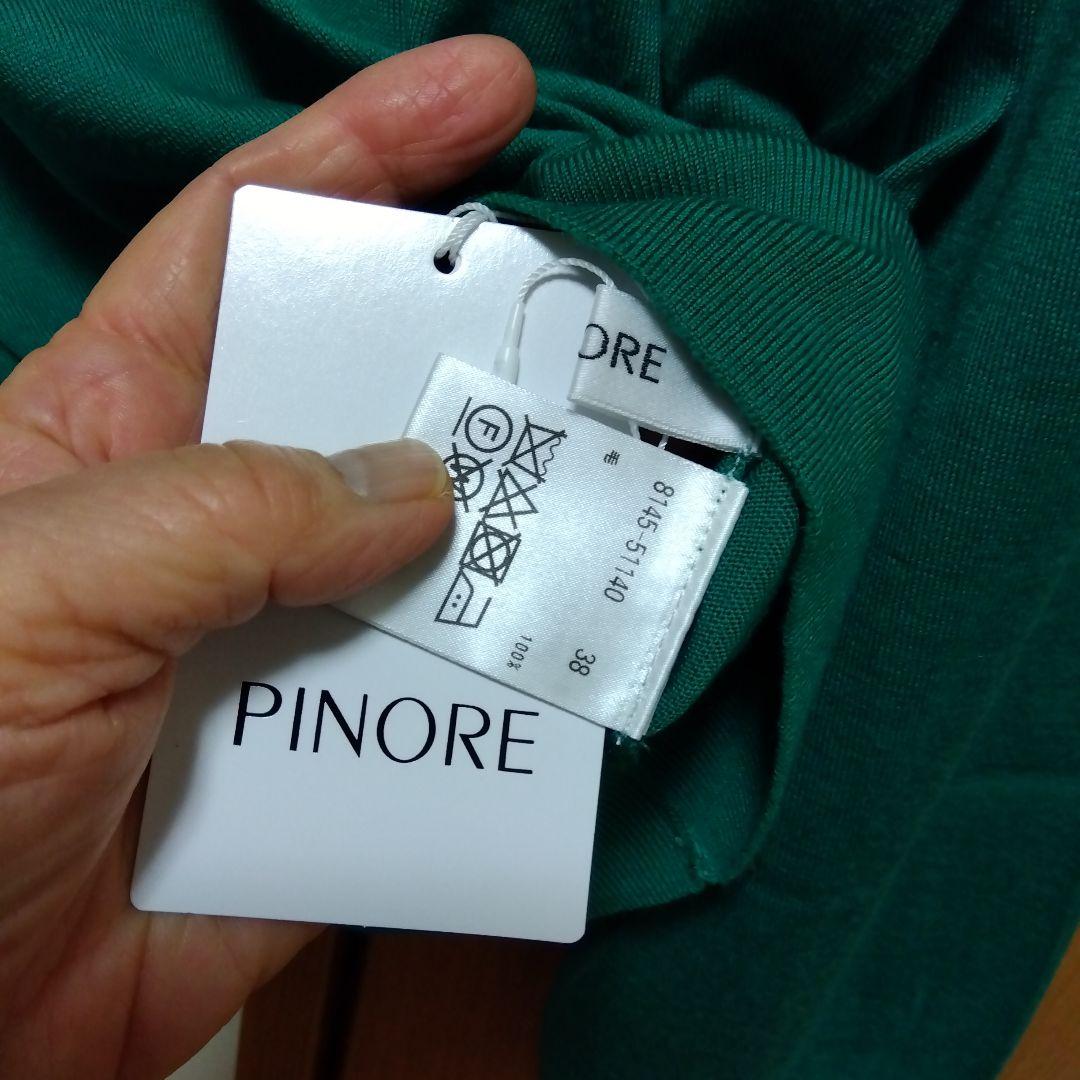 ORE
8145-51140 38
毛 100%
F
W
PINORE